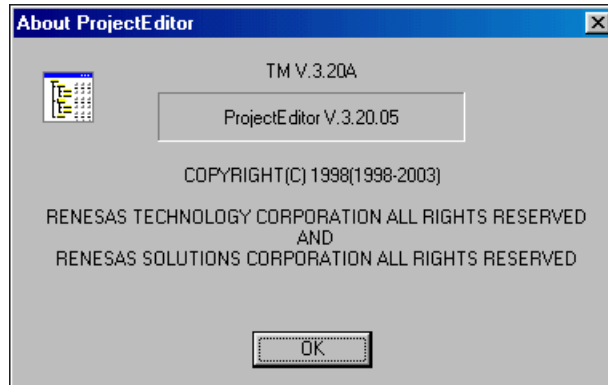 About ProjectEditor
TM V.3.20A
ProjectEditor V.3.20.05
COPYRIGHT(C) 1998(1998-2003)
RENESAS TECHNOLOGY CORPORATION ALL RIGHTS RESERVED
AND
RENESAS SOLUTIONS CORPORATION ALL RIGHTS RESERVED
OK